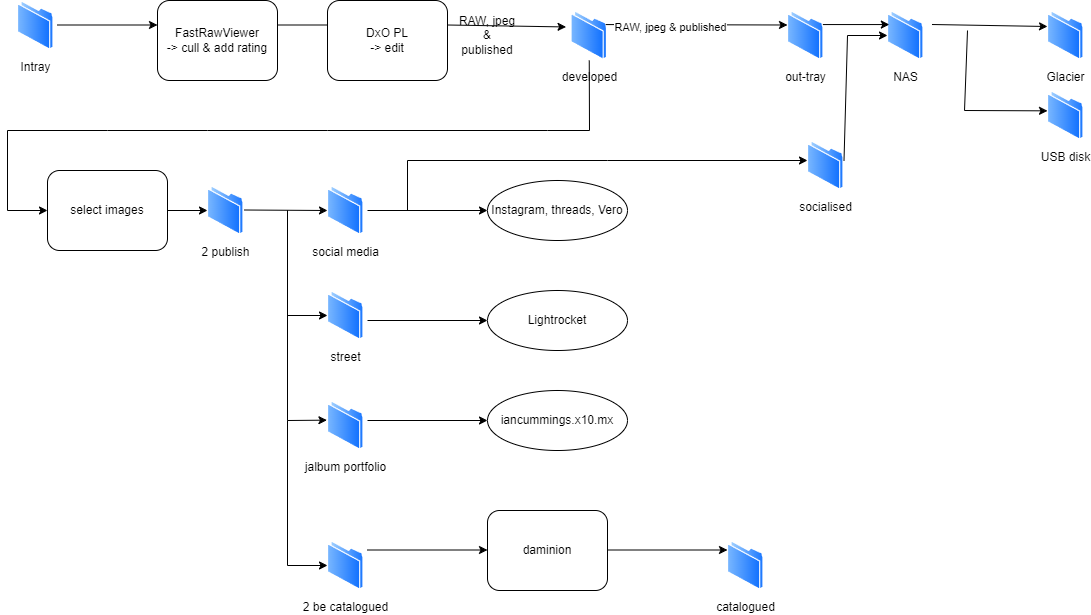 Intray
FastRawViewer
-> cull & add rating
DxO PL
-> edit
RAW, jpeg
&
published
developed
RAW, jpeg & published
out-tray
NAS
Glacier
USB disk
socialised
select images
2 publish
social media
Instagram, threads, Vero
street
Lightrocket
jalbum portfolio
iancummings.x10.mx
2 be catalogued
daminion
catalogued